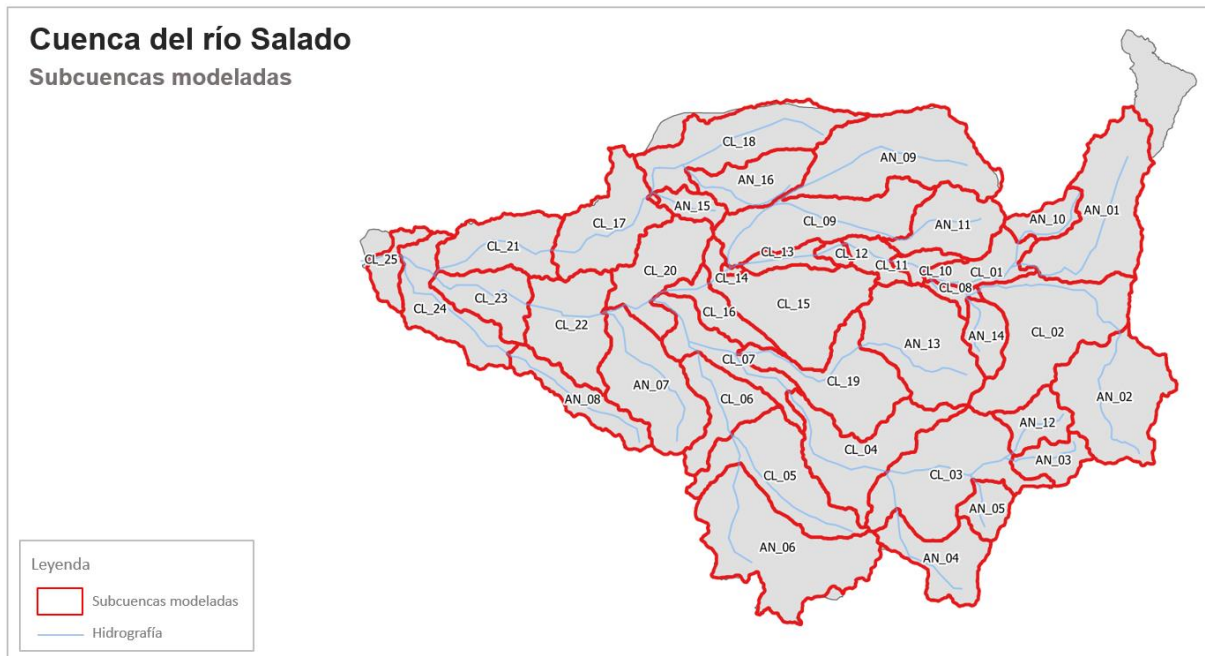 Cuenca del río Salado
Subcuencas modeladas
CL_18
AN_09
AN_16
AN_15
CL_17
CL_09
AN_11
AN_10
AN_01
CL_21
CL_13
CL_12
CL_11
CL_10
CL_01
CL_25
CL_20
CL_14
CL_08
CL_23
CL_24
CL_22
CL_16
CL_15
AN_13
AN_14
CL_02
CL_07
CL_19
AN_07
AN_08
CL_06
AN_02
AN_12
CL_04
AN_03
CL_05
CL_03
AN_05
AN_06
AN_04
Leyenda
Subcuencas modeladas
Hidrografía